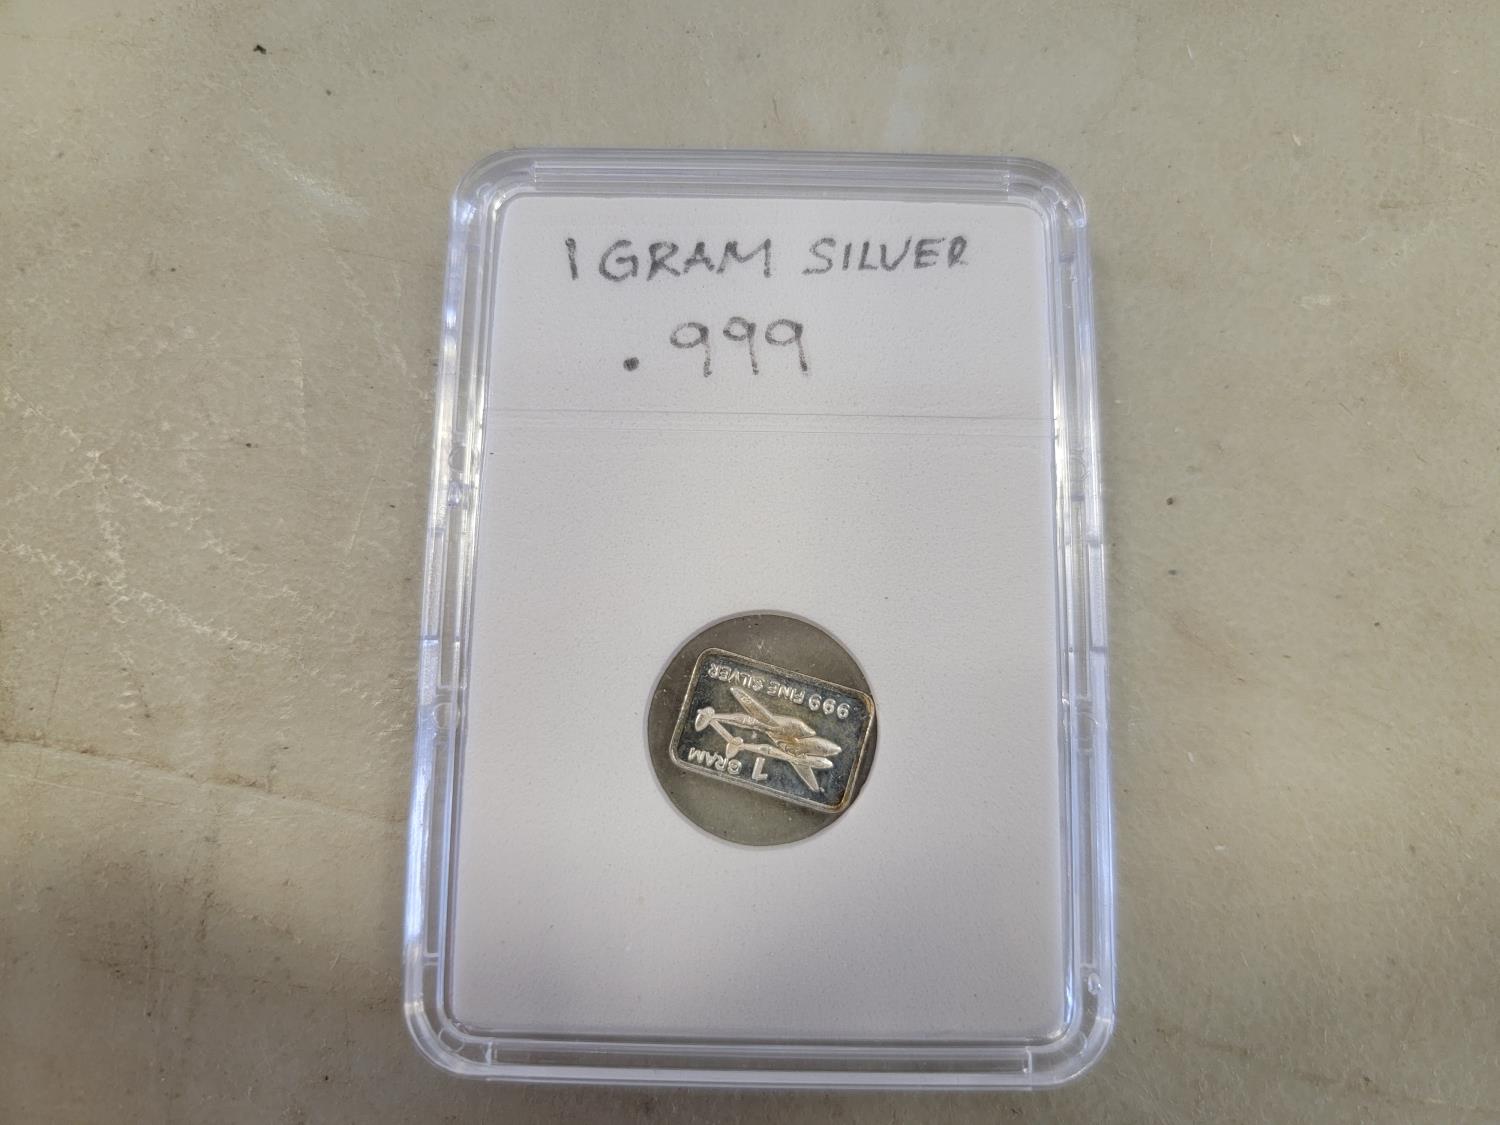 1 GRAM SILVER
.999
999 FINE SILVER
1 GRAM